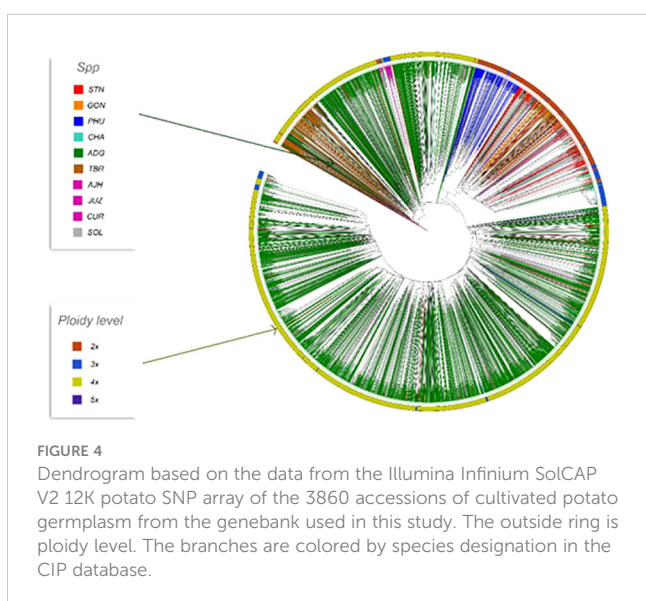 Spp
STN
GON
PHU
CHA
ADG
TBR
AJH
JUZ
CUR
SOL
Ploidy level
2x
3x
4x
5x
FIGURE 4
Dendrogram based on the data from the Illumina Infinium SolCAP
V2 12K potato SNP array of the 3860 accessions of cultivated potato
germplasm from the genebank used in this study. The outside ring is
ploidy level. The branches are colored by species designation in the
CIP database.